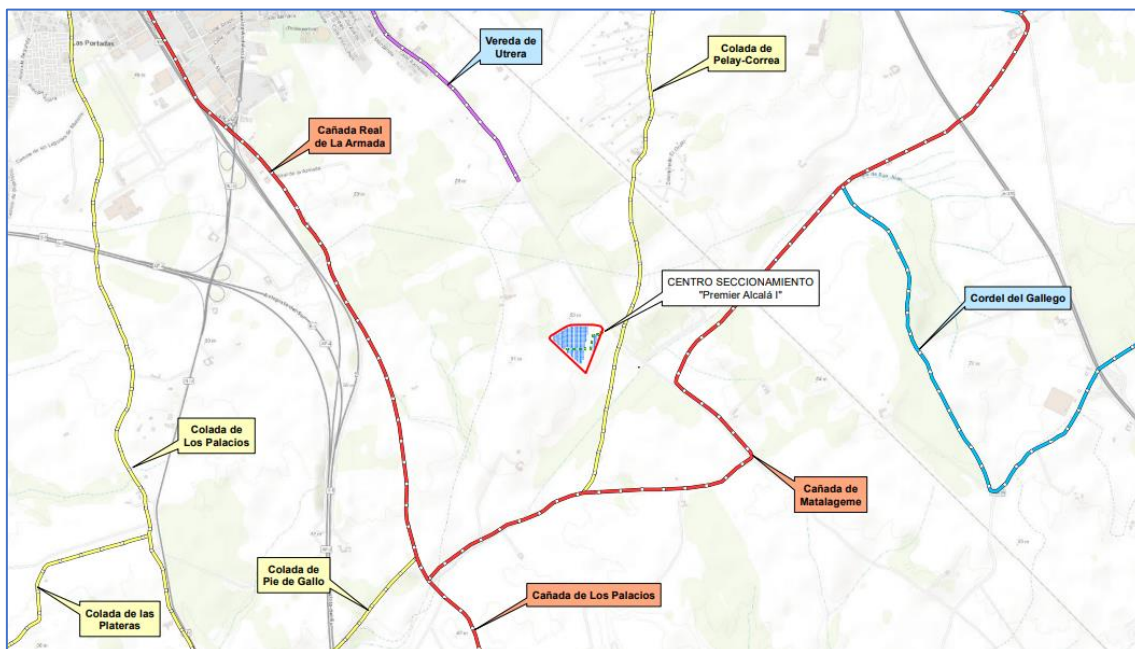 Las Portadas
Vereda de
Utrera
Colada de
Pelay-Correa
Cañada Real
de La Armada
CENTRO SECCIONAMIENTO
"Premier Alcalá I"
Cordel del Gallego
Colada de
Los Palacios
Cañada de
Matalageme
Colada de
Pie de Gallo
Cañada de Los Palacios
Colada de las
Plateras